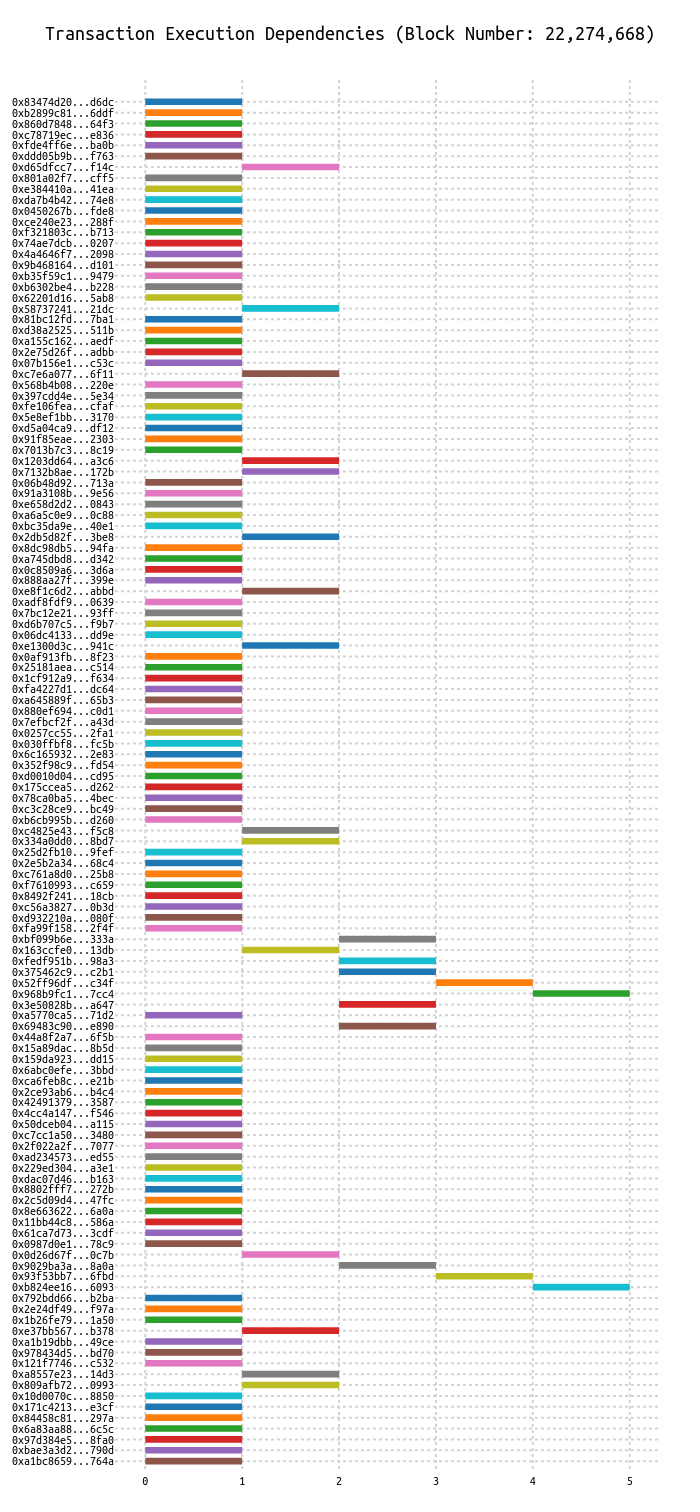 Transaction Execution Dependencies (Block Number: 22,274,668)
0x83474d20...d6dc
0xb2899c81...6ddf
0x860d7848...64f3
0xc78719ec...e836
0xfde4ff6e...ba0b
0xddd05b9b...f763
0xd65dfcc7...f14c
0x801a02f7...cff5
0xe384410a...41ea
0xda7b4b42...74e8
0x0450267b...fde8
0xce240e23...288f
0xf321803c...b713
0x74ae7dcb...0207
0x4a4646f7...2098
0x9b468164...d101
0xb35f59c1...9479
0xb6302be4...b228
0x62201d16...5ab8
0x58737241...21dc
0x81bc12fd...7ba1
0xd38a2525...511b
0xa155c162...aedf
0x2e75d26f...adbb
0x07b156e1...c53c
0xc7e6a077...6f11
0x568b4b08...220e
0x397cdd4e...5e34
0xfe106fea...cfaf
0x5e8ef1bb...3170
0xd5a04ca9...df12
0x91f85eae...2303
0x7013b7c3...8c19
0x1203dd64...a3c6
0x7132b8ae...172b
0x06b48d92...713a
0x91a3108b...9e56
0xe658d2d2...0843
0xa6a5c0e9...0c88
0xbc35da9e...40e1
0x2db5d82f...3be8
0x8dc98db5...94fa
0xa745dbd8...d342
0x0c8509a6...3d6a
0x888aa27f...399e
0xe8f1c6d2...abbd
0xadf8fdf9...0639
0x7bc12e21...93ff
0xd6b707c5...f9b7
0x06dc4133...dd9e
0xe1300d3c...941c
0x0af913fb...8f23
0x25181aea...c514
0x1cf912a9...f634
0xfa4227d1...dc64
0xa645889f...65b3
0x880ef694...c0d1
0x7efbcf2f...a43d
0x0257cc55...2fa1
0x030ffbf8...fc5b
0x6c165932...2e83
0x352f98c9...fd54
0xd0010d04...cd95
0x175ccea5...d262
0x78ca0ba5...4bec
0xc3c28ce9...bc49
0xb6cb995b...d260
0xc4825e43...f5c8
0x334a0dd0...8bd7
0x25d2fb10...9fef
0x2e5b2a34...68c4
0xc761a8d0...25b8
0xf7610993...c659
0x8492f241...18cb
0xc56a3827...0b3d
0xd932210a...080f
0xfa99f158...2f4f
0xbf099b6e...333a
0x163ccfe0...13db
0xfedf951b...98a3
0x375462c9...c2b1
0x52ff96df...c34f
0x968b9fc1...7cc4
0x3e50828b...a647
0xa5770ca5...71d2
0x69483c90...e890
0x44a8f2a7...6f5b
0x15a89dac...8b5d
0x159da923...dd15
0x6abc0efe...3bbd
0xca6feb8c...e21b
0x2ce93ab6...b4c4
0x42491379...3587
0x4cc4a147...f546
0x50dceb04...a115
0xc7cc1a50...3480
0x2f022a2f...7077
0xad234573...ed55
0x229ed304...a3e1
0xdac07d46...b163
0x8802fff7...272b
0x2c5d09d4...47fc
0x8e663622...6a0a
0x11bb44c8...586a
0x61ca7d73...3cdf
0x0987d0e1...78c9
0x0d26d67f...0c7b
0x9029ba3a...8a0a
0x93f53bb7...6fbd
0xb824ee16...6093
0x792bdd66...b2ba
0x2e24df49...f97a
0x1b26fe79...1a50
0xe37bb567...b378
0xa1b19dbb...49ce
0x978434d5...bd70
0x121f7746...c532
0xa8557e23...14d3
0x809afb72...0993
0x10d0070c...8850
0x171c4213...e3cf
0x84458c81...297a
0x6a83aa88...6c5c
0x97d384e5...8fa0
0xbae3a3d2...790d
0xa1bc8659...764a
0 1 2 3 4 5